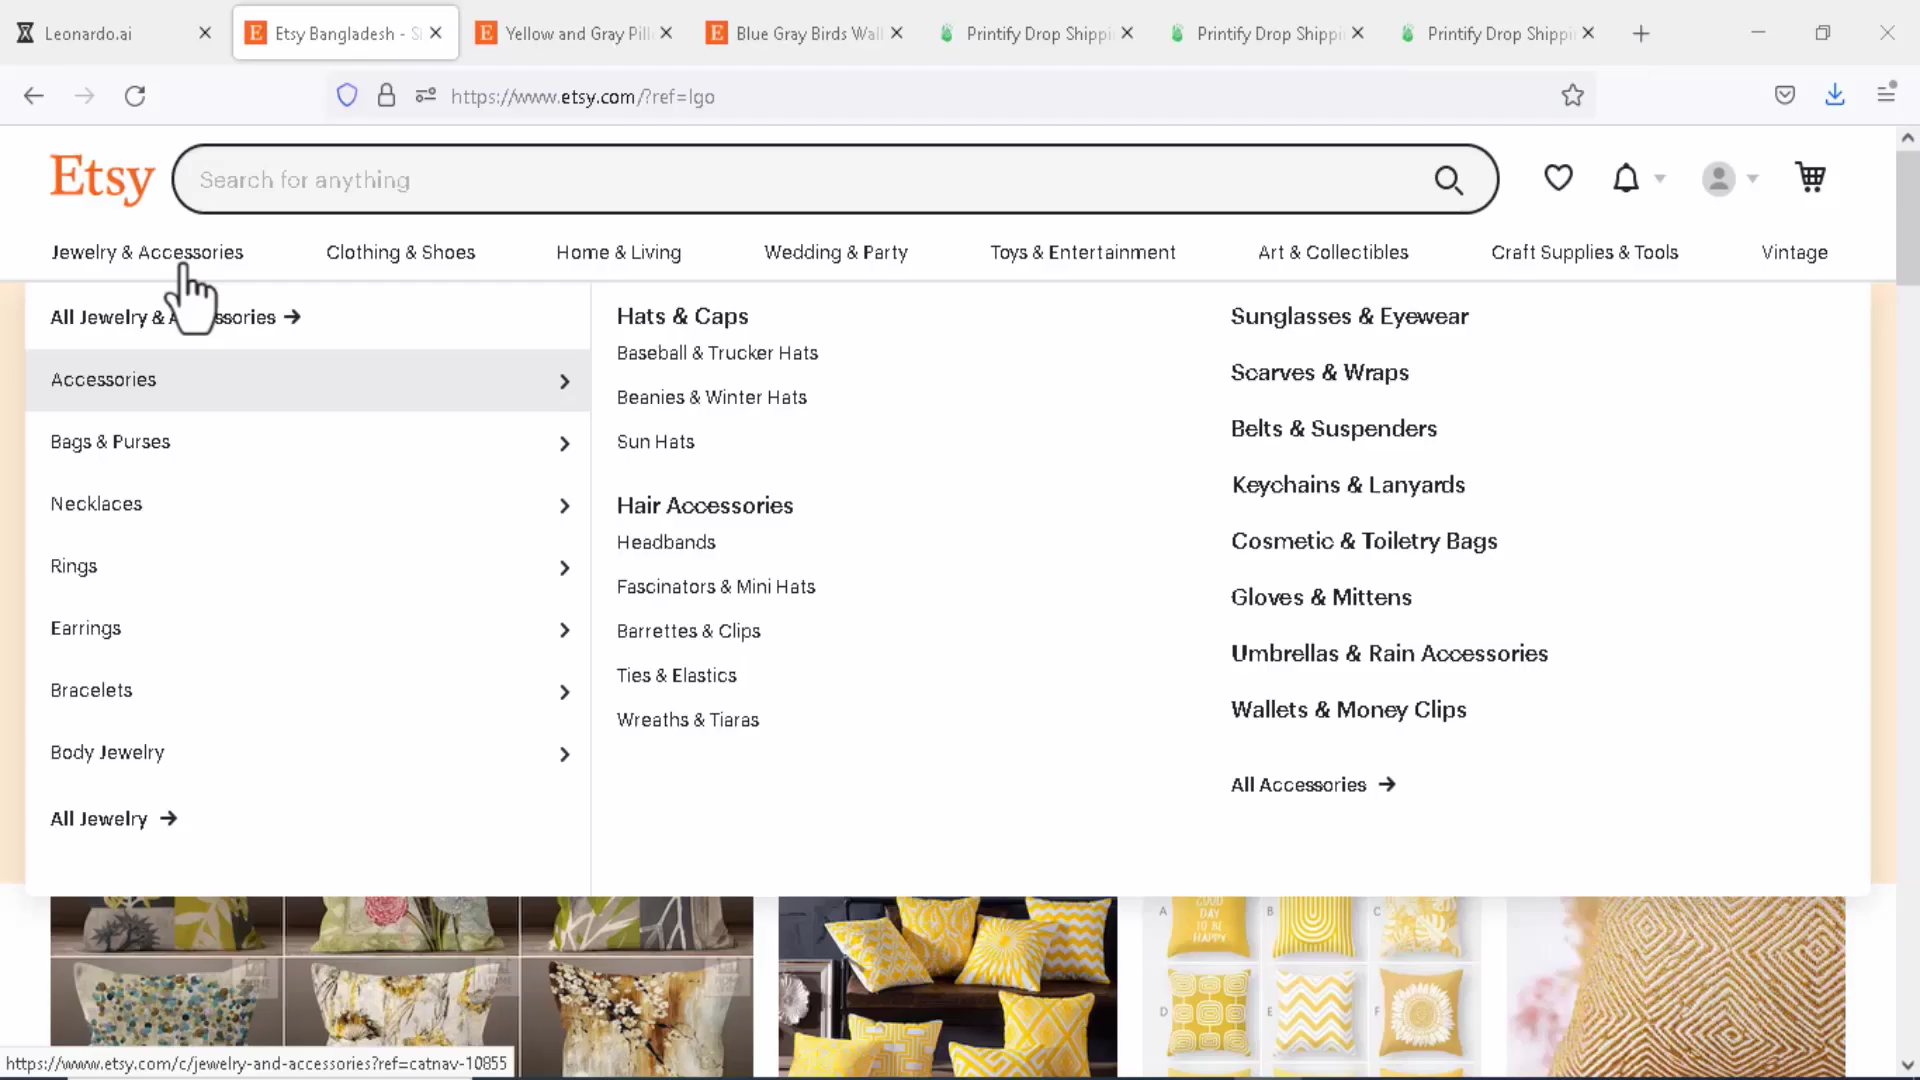 Leonardo.ai
Etsy Bangladesh - S
Yellow and Gray Pill
Blue Gray Birds Wall
Printify Drop Shippi
Printify Drop Shippi
Printify Drop Shippi
https://www.etsy.com/?ref=lgo
Etsy
Search for anything
Jewelry & Accessories
Clothing & Shoes
Home & Living
Wedding & Party
Toys & Entertainment
Art & Collectibles
Craft Supplies & Tools
Vintage
All Jewelry & A ssories
Accessories
Bags & Purses
Necklaces
Rings
Earrings
Bracelets
Body Jewelry
All Jewelry
Hats & Caps
Baseball & Trucker Hats
Beanies & Winter Hats
Sun Hats
Hair Accessories
Headbands
Fascinators & Mini Hats
Barrettes & Clips
Ties & Elastics
Wreaths & Tiaras
Sunglasses & Eyewear
Scarves & Wraps
Belts & Suspenders
Keychains & Lanyards
Cosmetic & Toiletry Bags
Gloves & Mittens
Umbrellas & Rain Accessories
Wallets & Money Clips
All Accessories
A
GOOD
DAY
TO
BE HAPPY
B
C
D
E
F
https://www.etsy.com/c/jewelry-and-accessories?ref=catnav-10855